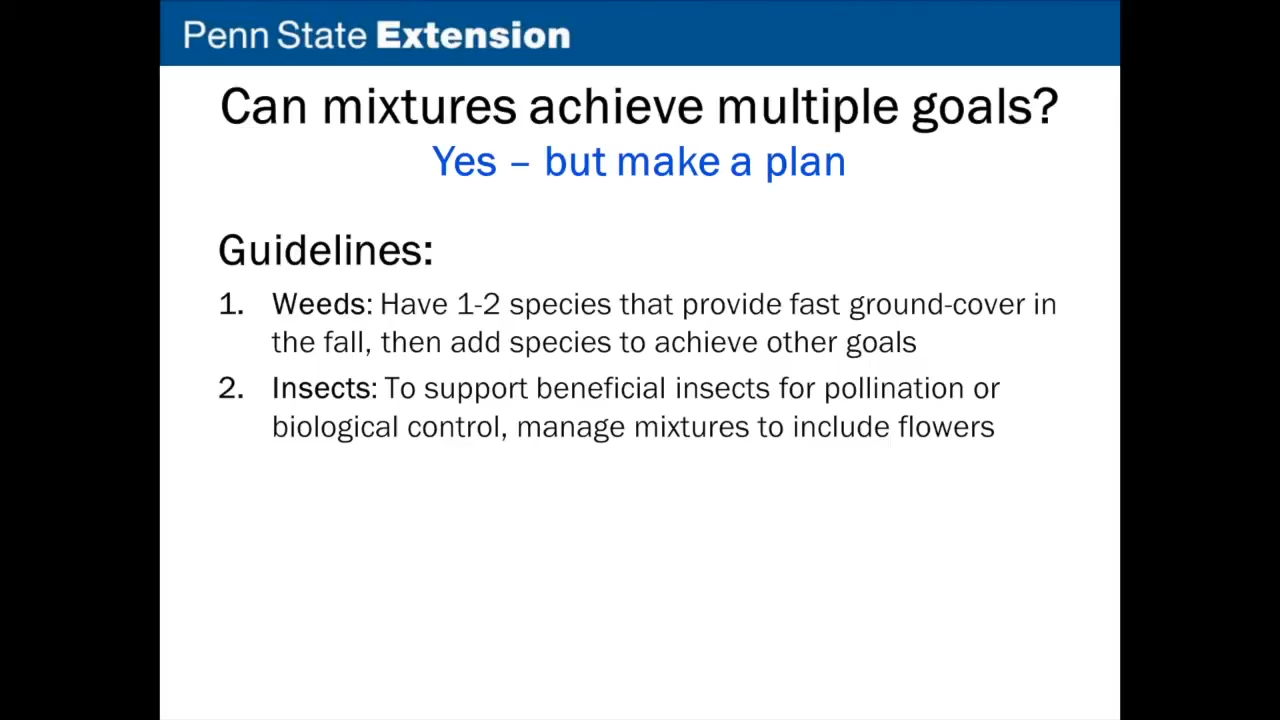 Penn State Extension
Can mixtures achieve multiple goals?
Yes – but make a plan
Guidelines:
1. Weeds: Have 1-2 species that provide fast ground-cover in
the fall, then add species to achieve other goals
2. Insects: To support beneficial insects for pollination or
biological control, manage mixtures to include flowers